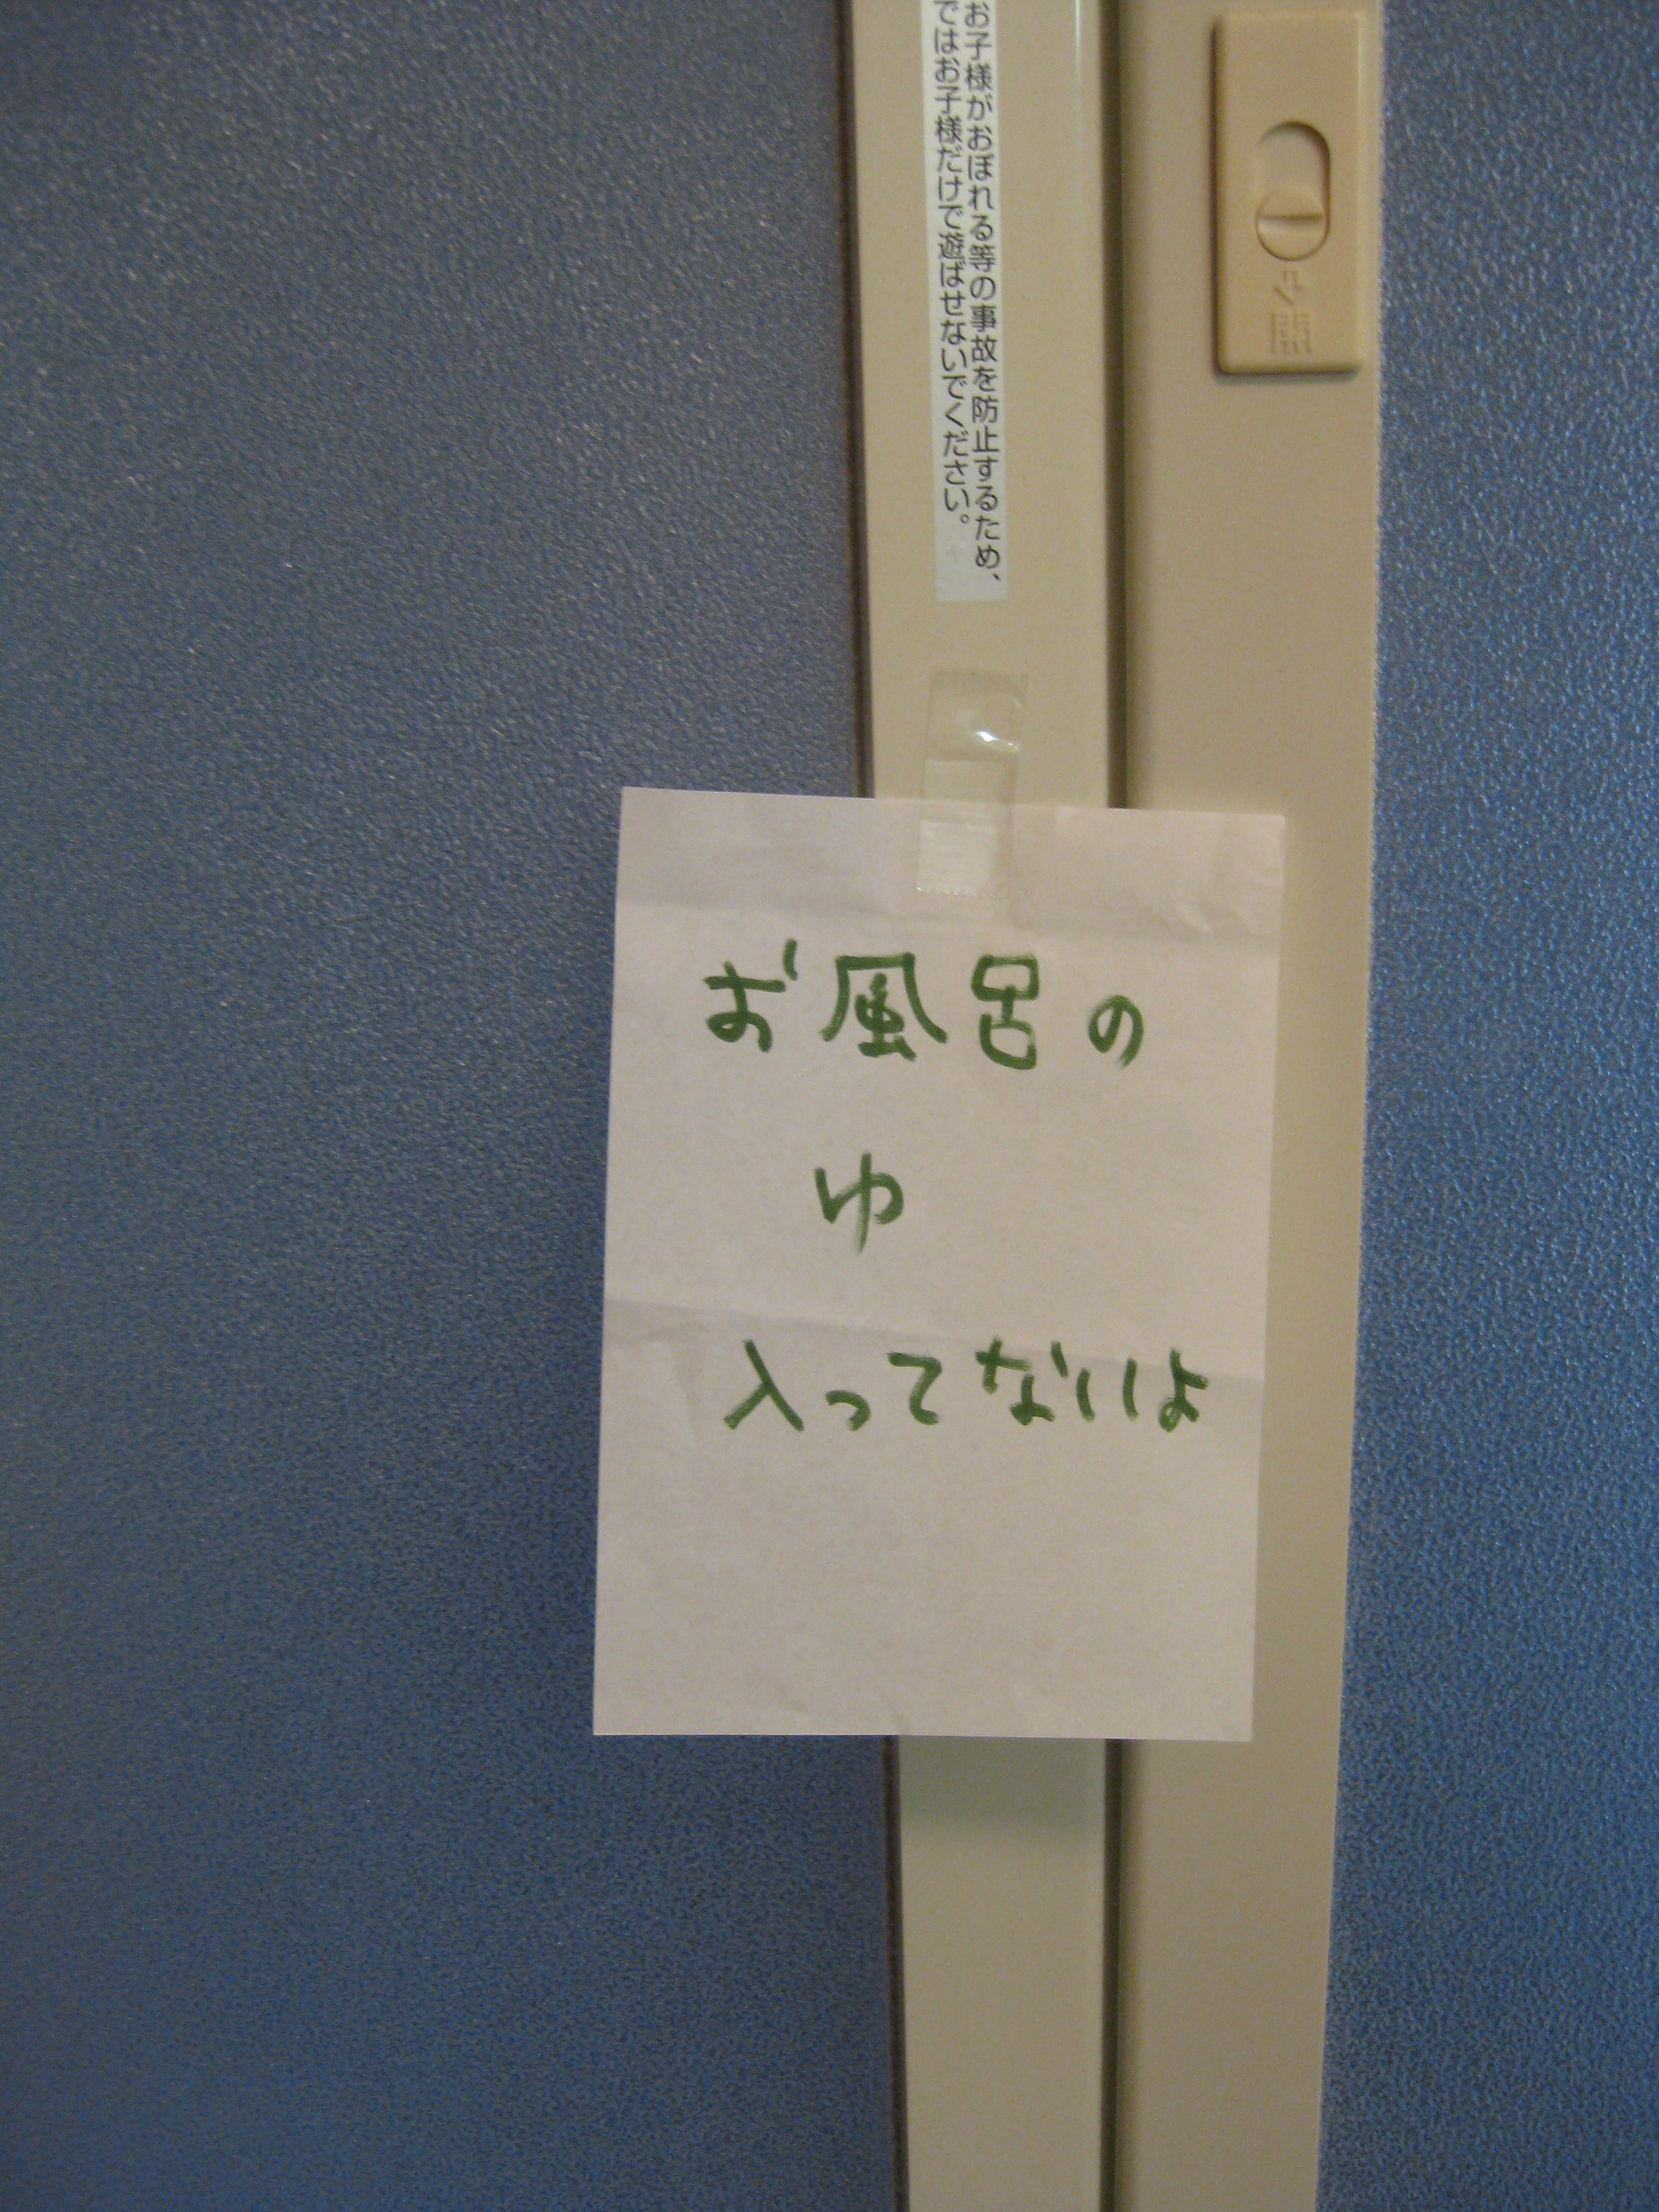 お子様がおぼれる等の事故を防止するため、
ではお子様だけで遊ばせないでください。
開
お風呂の
ゆ
入ってないよ